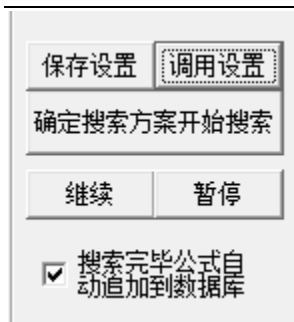 保存设置 调用设置
确定搜索方案开始搜索
继续 暂停
搜索完毕公式自
动追加到数据库